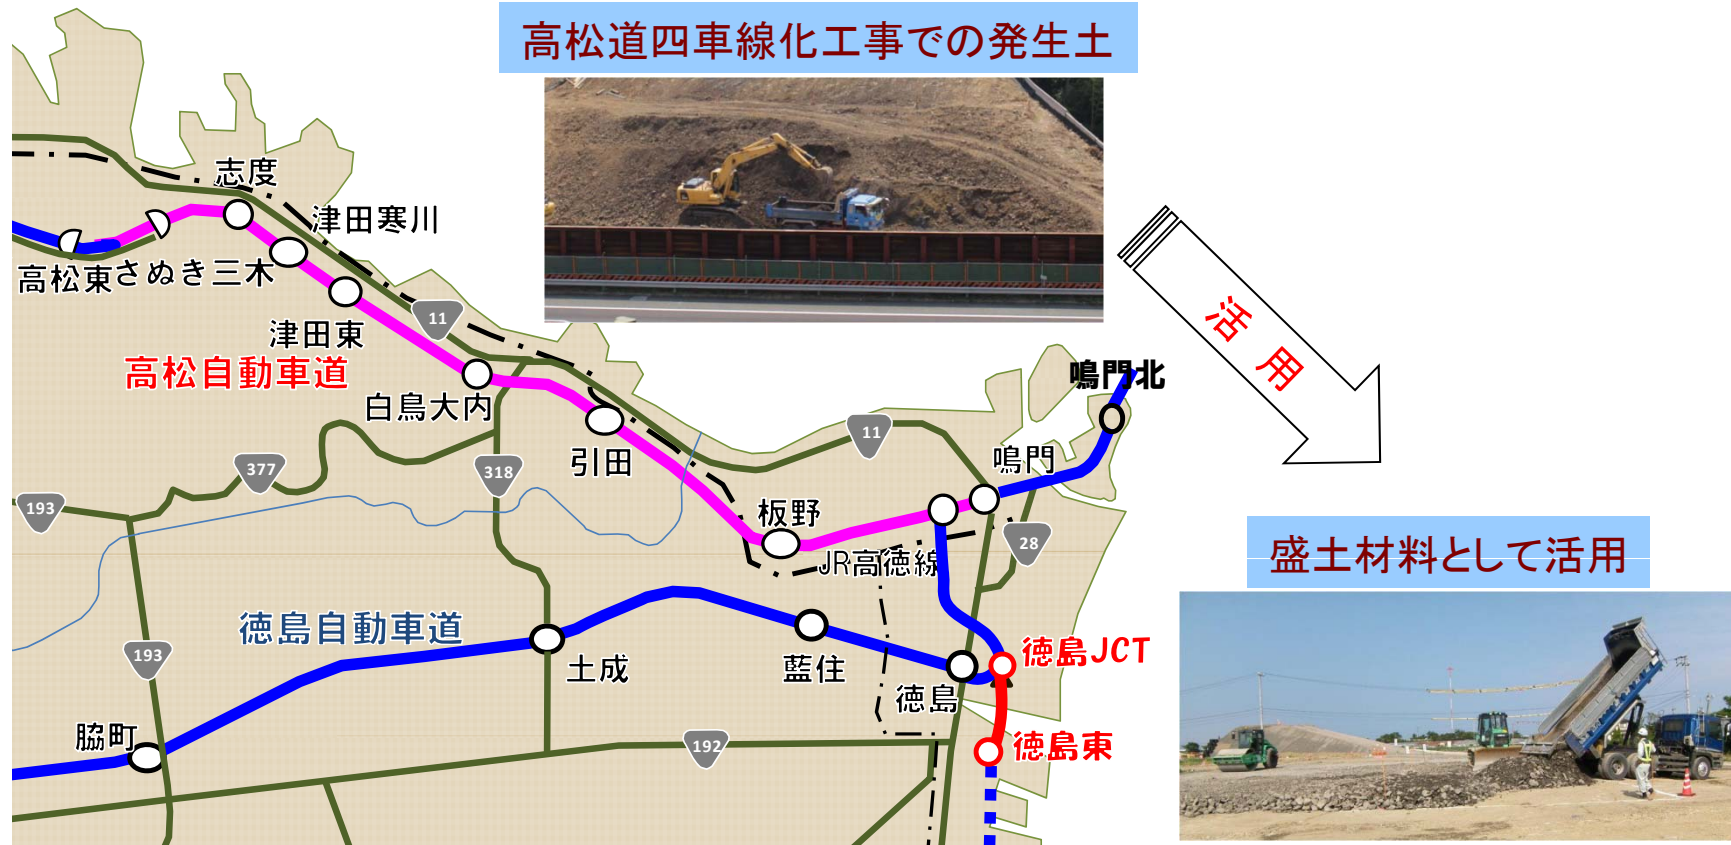 高松道四車線化工事での発生土
志度
津田寒川
高松東
さぬき三木
津田東
11
高松自動車道
白鳥大内
活用
鳴門北
11
引田
鳴門
377
318
193
板野
28
JR高徳線
盛土材料として活用
徳島自動車道
193
土成
藍住
徳島JCT
徳島
脇町
192
徳島東